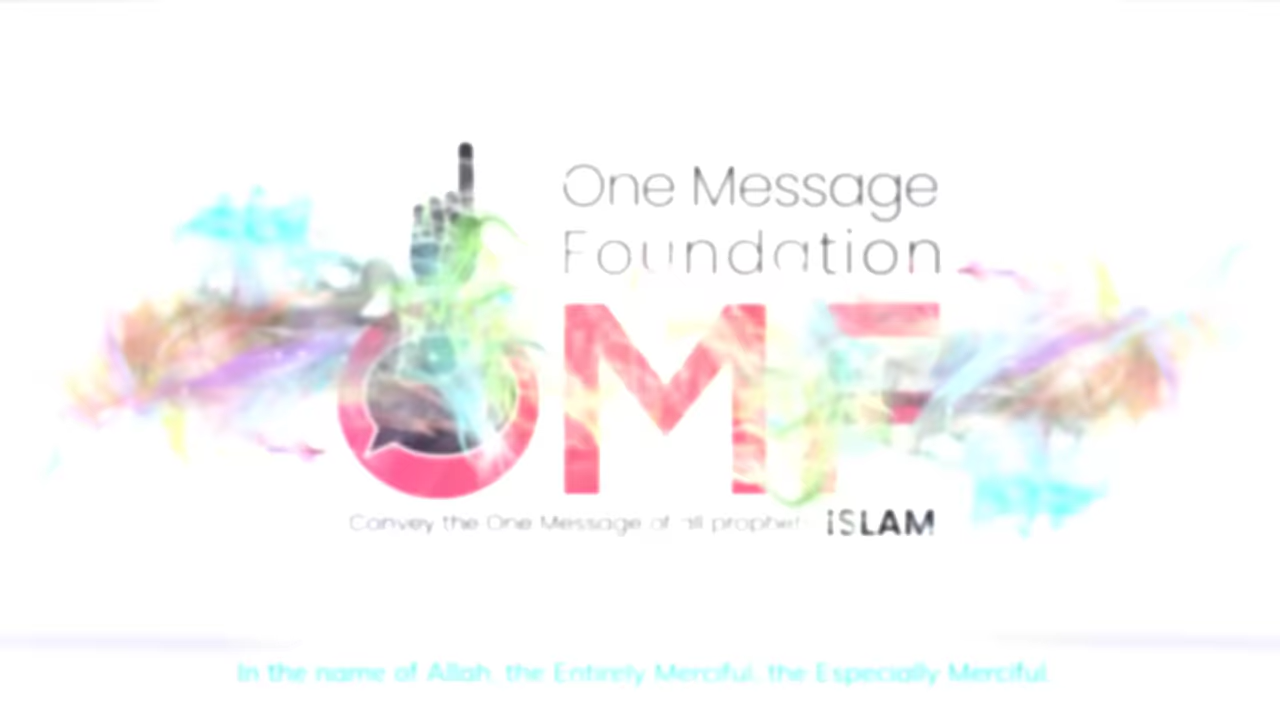 One Message
Foundation
OMF
Convey the One Message of all prophets ISLAM
In the name of Allah, the Entirely Merciful, the Especially Merciful.